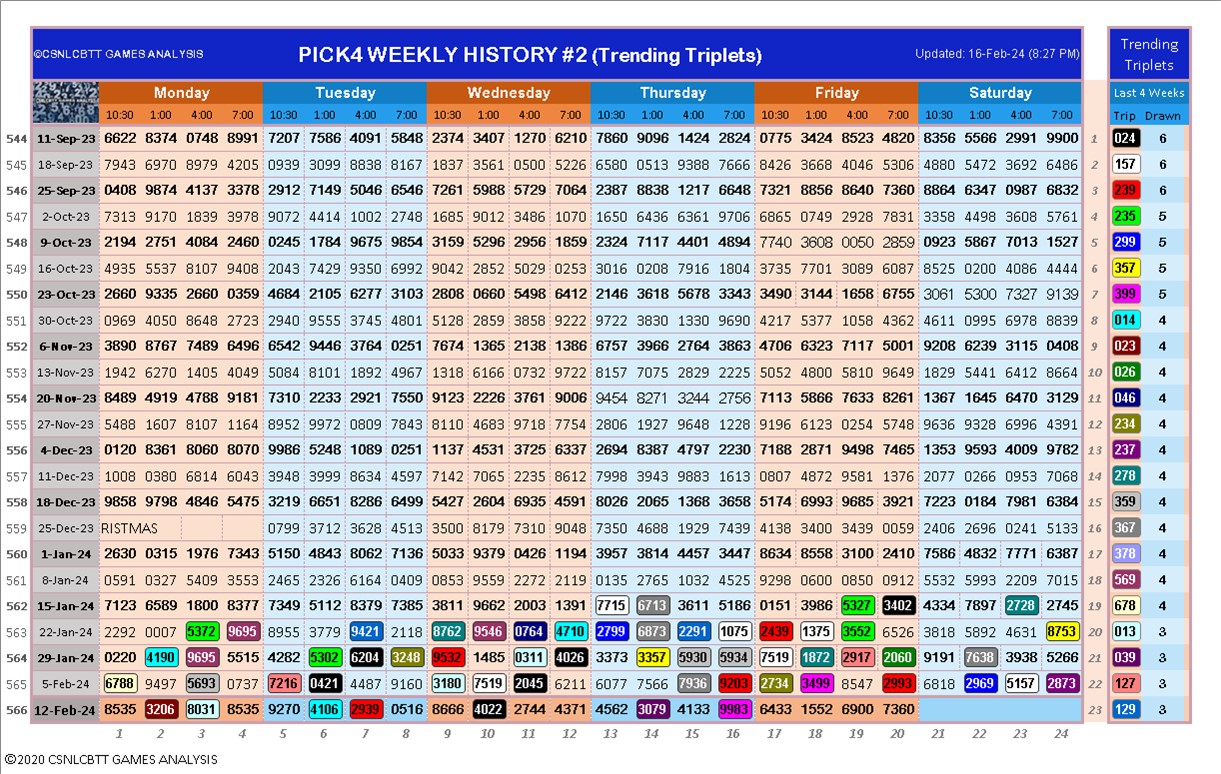 ©CSNLCBTT GAMES ANALYSIS PICK4 WEEKLY HISTORY #2 (Trending Triplets) Updated: 16-Feb-24 (8:27 PM) Trending Triplets
Monday Tuesday Wednesday Thursday Friday Saturday Last 4 Weeks
10:30 1:00 4:00 7:00 10:30 1:00 4:00 7:00 10:30 1:00 4:00 7:00 10:30 1:00 4:00 7:00 10:30 1:00 4:00 7:00 10:30 1:00 4:00 7:00 Trip Drawn
544 11-Sep-23 6622 8374 0748 8991 7207 7586 4091 5848 2374 3407 1270 6210 7860 9096 1424 2824 0775 3424 8523 4820 8356 5566 2991 9900 1 024 6
545 18-Sep-23 7943 6970 8979 4205 0939 3099 8838 8167 1837 3561 0500 5226 6580 0513 9385 7666 8426 3668 4046 5306 4880 5472 3692 6486 2 157 6
546 25-Sep-23 0408 9874 4137 3378 2912 7149 5046 6546 7261 5988 5729 7064 2387 8838 1217 6648 7321 8856 8640 7360 8864 6347 0987 6832 3 239 6
547 2-Oct-23 7313 9170 1839 3978 9072 4414 1002 2748 1685 9012 3486 1070 1650 6436 6361 9706 6865 0749 2928 7831 3358 4498 3608 5761 4 235 5
548 9-Oct-23 2194 2751 4084 2460 0245 1784 9675 9854 3159 5296 2956 1859 2324 7117 4401 4894 7740 3608 0050 2859 0923 5867 7013 1527 5 299 5
549 16-Oct-23 4935 5537 8107 9408 2043 7429 9350 6992 9042 2852 5029 0253 3016 0208 7916 1804 3735 7701 3089 6087 8525 0200 4086 4444 6 357 5
550 23-Oct-23 2660 9335 2660 0359 4684 2105 6277 3103 2808 0660 5498 6412 2146 3618 5678 3343 3490 3144 1658 6755 3061 5300 7327 9139 7 399 5
551 30-Oct-23 0969 4050 8648 2723 2940 9555 3745 4801 5128 2859 3858 9222 9722 3830 1330 9690 4217 5377 1058 4362 4611 0995 6978 8839 8 014 4
552 6-Nov-23 3890 8767 7489 6496 6542 9446 3764 0251 7674 1365 2138 1386 6757 3966 2764 3863 4706 6323 7117 5001 9208 6239 3115 0408 9 023 4
553 13-Nov-23 1942 6270 1405 4049 5084 8101 1892 4967 1318 6166 0732 9722 8157 7075 2829 2225 5052 4800 5810 9649 1829 5441 6412 8664 10 026 4
554 20-Nov-23 8489 4919 4788 9181 7310 2233 2921 7550 9123 2226 3761 9006 9454 8271 3244 2756 7113 5866 7633 8261 1367 1645 6470 3129 11 046 4
555 27-Nov-23 5488 1607 8107 1164 8952 9972 0809 7843 8110 4683 9718 7754 2806 1927 9648 1228 9196 6123 0254 5748 9636 9328 6996 4391 12 234 4
556 4-Dec-23 0120 8361 8060 8070 9986 5248 1089 0251 1137 4531 3725 6337 2694 8387 4797 2230 7188 2871 9498 7465 1353 9593 4009 9782 13 237 4
557 11-Dec-23 1008 0380 6814 6043 3948 3999 8634 4597 1142 7065 2235 8612 7998 3943 9883 1613 0807 4872 4581 1376 2077 0266 0953 7068 14 278 4
558 18-Dec-23 9858 9798 4846 5475 3219 6651 8286 6499 5427 2604 6935 4591 8026 2065 1368 3658 5174 6993 9685 3921 7223 0184 7981 6384 15 359 4
559 25-Dec-23 RISTMAS 0799 3712 3628 4513 3500 8179 7310 9048 7350 4688 1929 7439 4138 3400 3439 0059 2406 2696 0241 5133 16 367 4
560 1-Jan-24 2630 0315 1976 7343 5150 4843 8062 7136 5033 9379 0426 1194 3957 3814 4457 3447 8634 8558 3100 2410 7586 4832 7771 6387 17 378 4
561 8-Jan-24 0591 0327 5409 3553 2465 2326 6164 0409 0853 9559 2272 2119 0135 2765 1032 4525 9298 0600 0850 0912 5532 5993 2209 7015 18 569 4
562 15-Jan-24 7123 6589 1800 8377 7349 5112 8379 7385 3811 9662 2003 1391 7715 6713 3611 5186 0151 3986 5327 3402 4334 7897 2728 2745 19 678 4
563 22-Jan-24 2292 0007 5372 9695 8955 3779 9421 2118 8762 9546 0764 4710 2799 6873 2291 1075 2439 1375 3552 6526 3818 5892 4631 8753 20 013 3
564 29-Jan-24 0220 4190 9695 5515 4282 5302 6204 3248 9532 1485 0311 4026 3373 3357 5930 5934 7519 1872 2917 2060 9191 7638 3938 5266 21 039 3
565 5-Feb-24 6788 9497 5693 0737 7216 0421 4487 9160 3180 7519 2045 6211 6077 7566 7936 9203 2734 3499 8547 2993 6818 2969 5157 2873 22 127 3
566 12-Feb-24 8535 3206 8031 8535 9270 4106 2939 0516 8666 4022 2744 4371 4562 3079 4133 9983 6433 1552 6900 7360 23 129 3
1 2 3 4 5 6 7 8 9 10 11 12 13 14 15 16 17 18 19 20 21 22 23 24
©2020 CSNLCBTT GAMES ANALYSIS